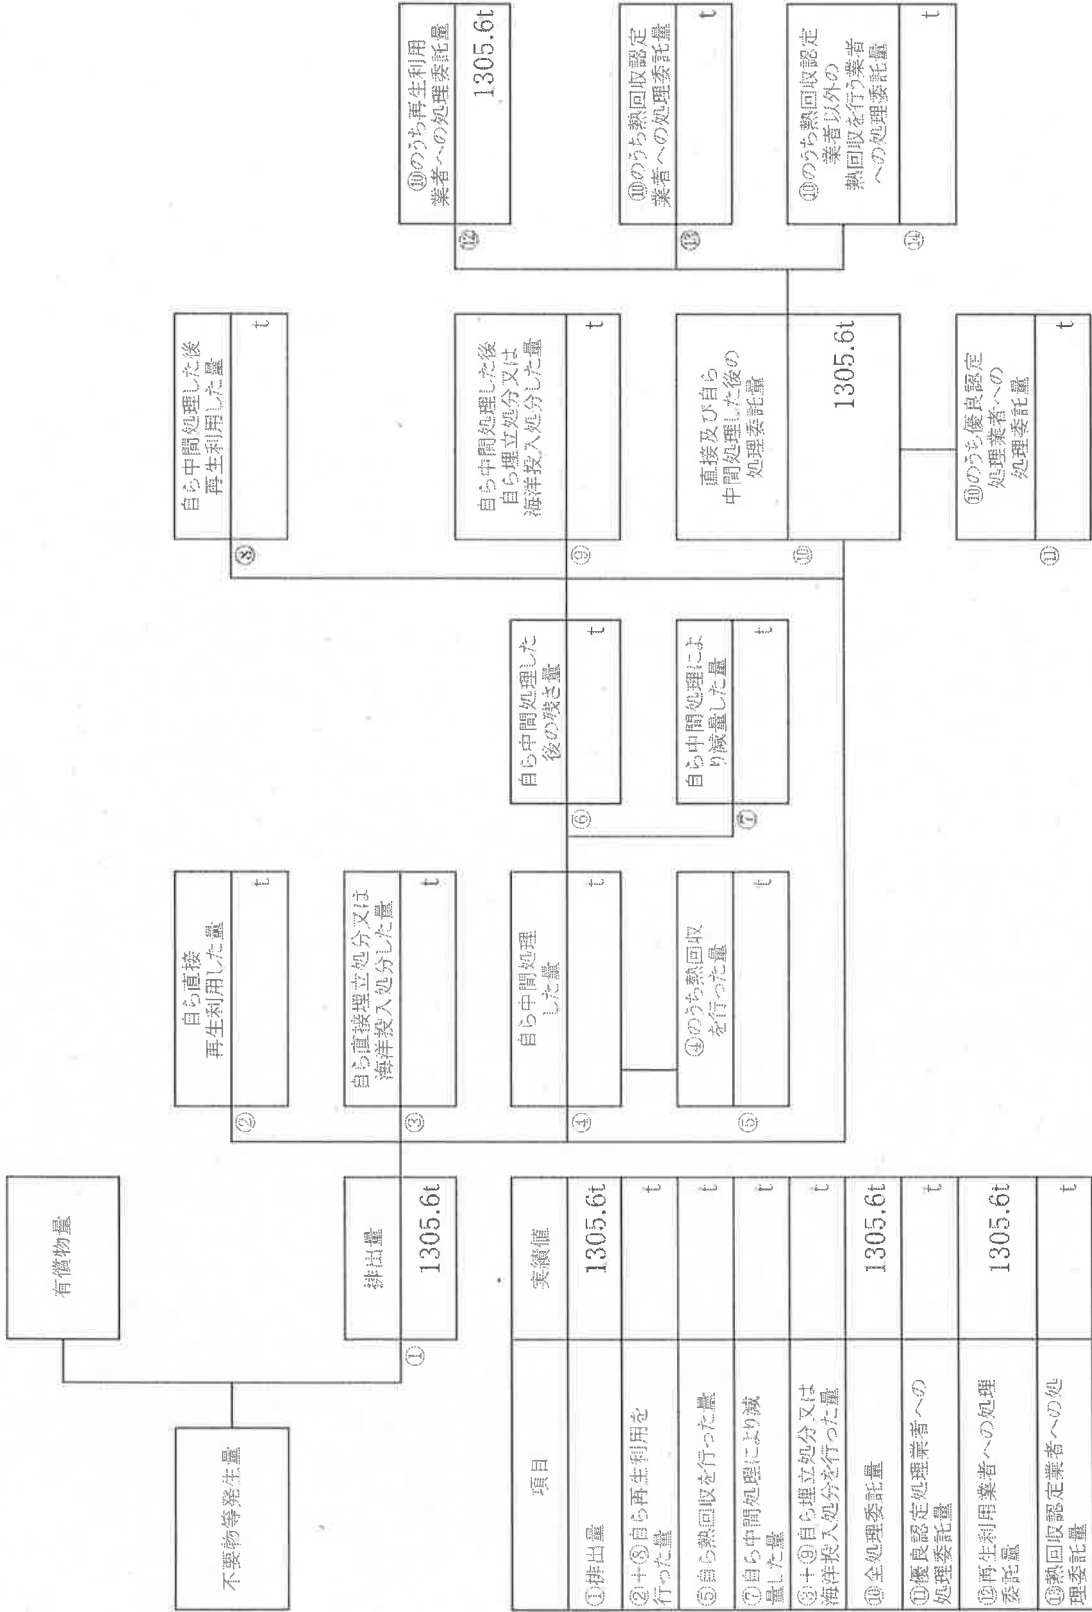 不要物等発生量
有償物量
①
排出量
1305.6t
②
自ら直接
再生利用した量
t
③
自ら直接埋立処分又は
海洋投入処分した量
t
④
自ら中間処理
した量
t
⑤
④のうち熱回収
を行った量
t
⑥
自ら中間処理した
後の残さ量
t
⑦
自ら中間処理によ
り減量した量
t
⑧
自ら中間処理した後
再生利用した量
t
⑨
自ら中間処理した後
自ら埋立処分又は
海洋投入処分した量
t
⑩
直接及び自ら
中間処理した後の
処理委託量
1305.6t
⑪
⑩のうち優良認定
処理業者への
処理委託量
t
⑫
⑩のうち再生利用
業者への処理委託量
1305.6t
⑬
⑩のうち熱回収認定
業者への処理委託量
t
⑭
⑩のうち熱回収認定
業者以外の
熱回収を行う業者
への処理委託量
t
項目 実績値
①排出量 1305.6t
②+⑧自ら再生利用を
行った量 t
⑤自ら熱回収を行った量 t
⑦自ら中間処理により減
量した量 t
③+⑨自ら埋立処分又は
海洋投入処分を行った量 t
⑩全処理委託量 1305.6t
⑪優良認定処理業者への
処理委託量 t
⑫再生利用業者への処理
委託量 1305.6t
⑬熱回収認定業者への処
理委託量 t